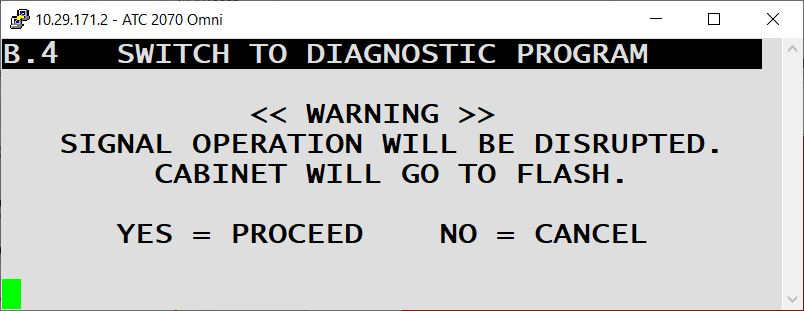 10.29.171.2 - ATC 2070 Omni
B.4 SWITCH TO DIAGNOSTIC PROGRAM
<< WARNING >>
SIGNAL OPERATION WILL BE DISRUPTED.
CABINET WILL GO TO FLASH.
YES = PROCEED NO = CANCEL